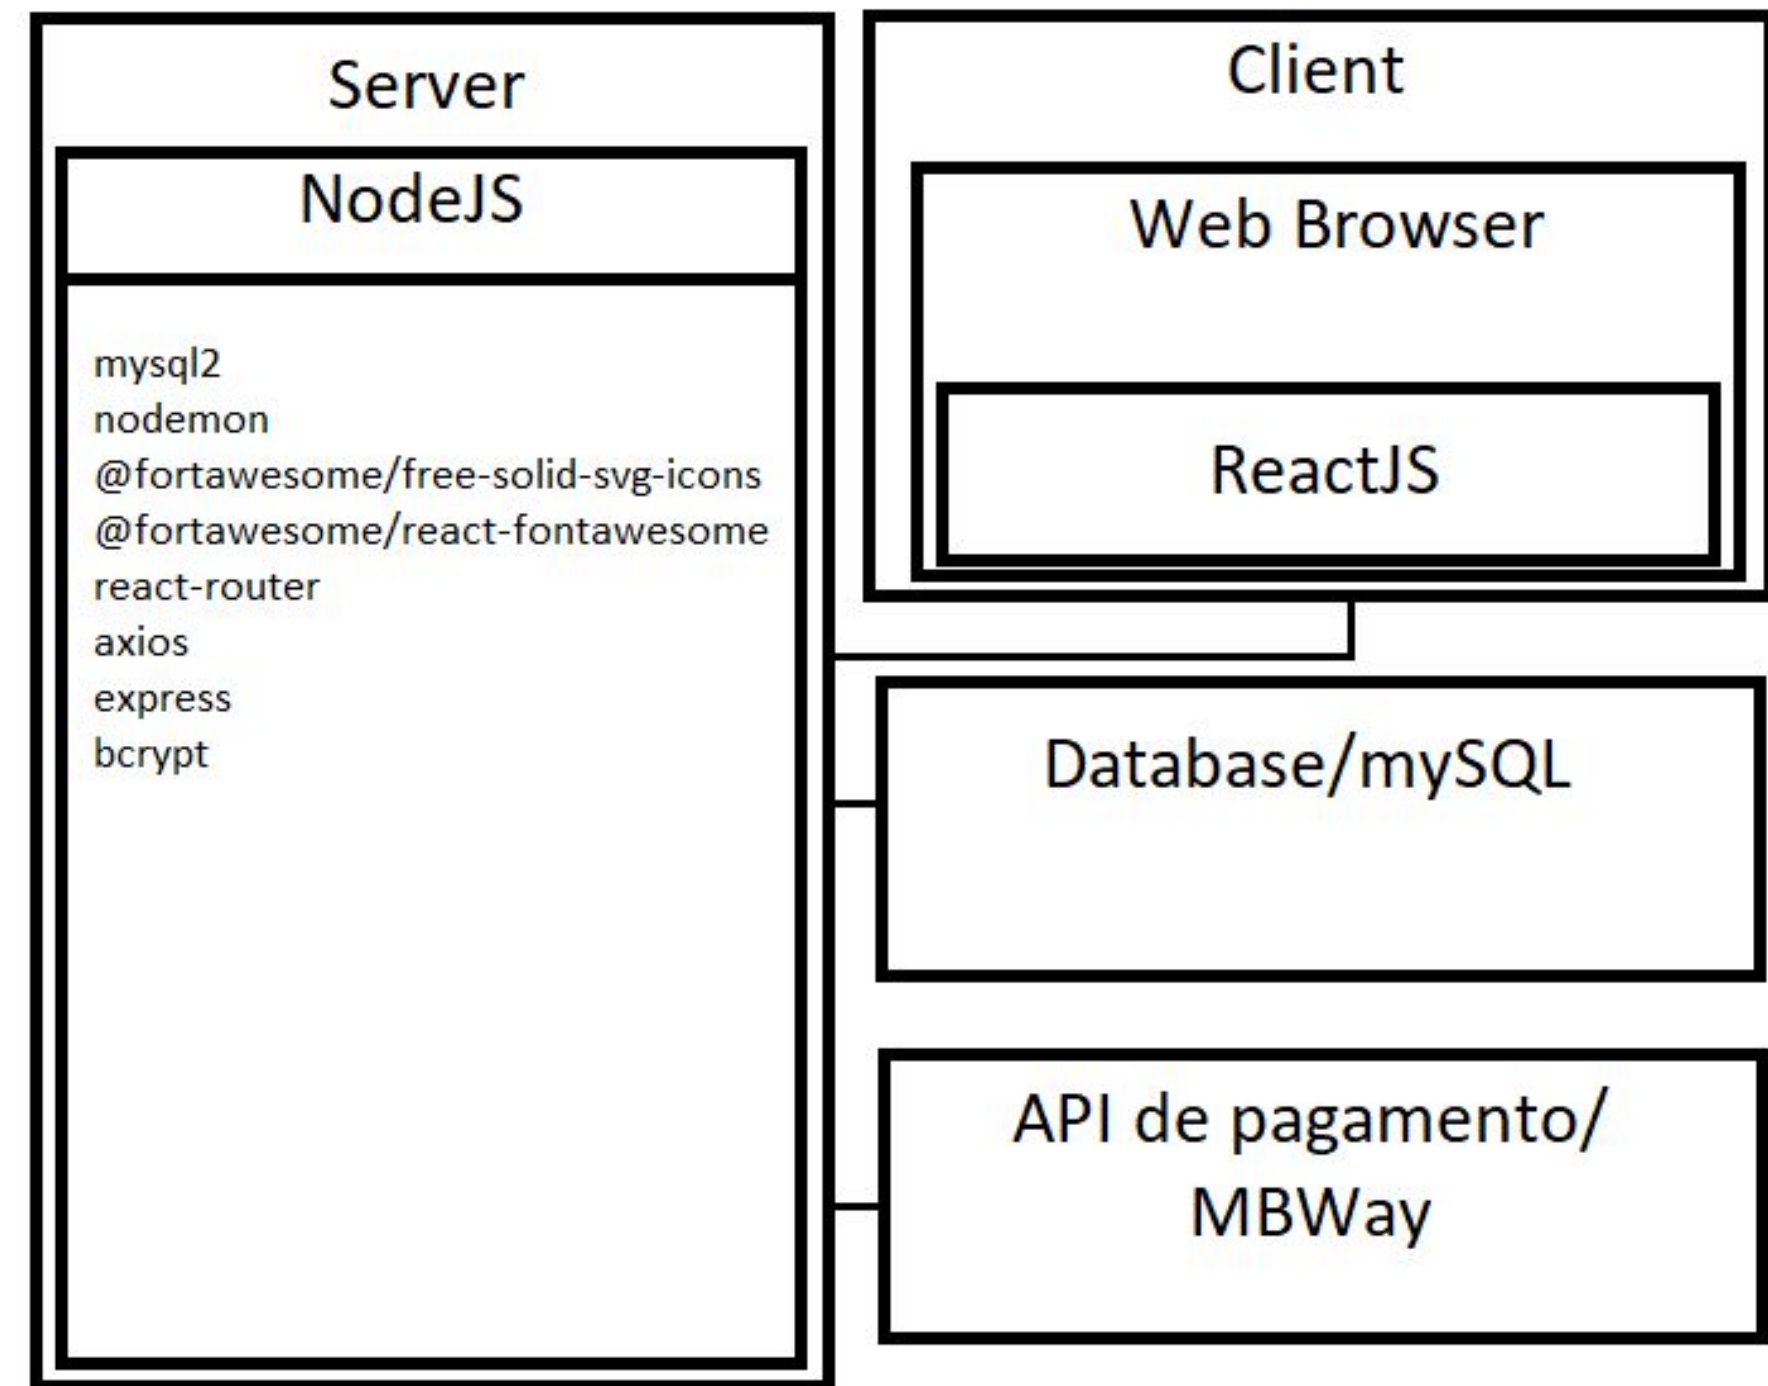 Server
NodeJS
mysql2
nodemon
@fortawesome/free-solid-svg-icons
@fortawesome/react-fontawesome
react-router
axios
express
bcrypt
Client
Web Browser
ReactJS
Database/mySQL
API de pagamento/
MBWay